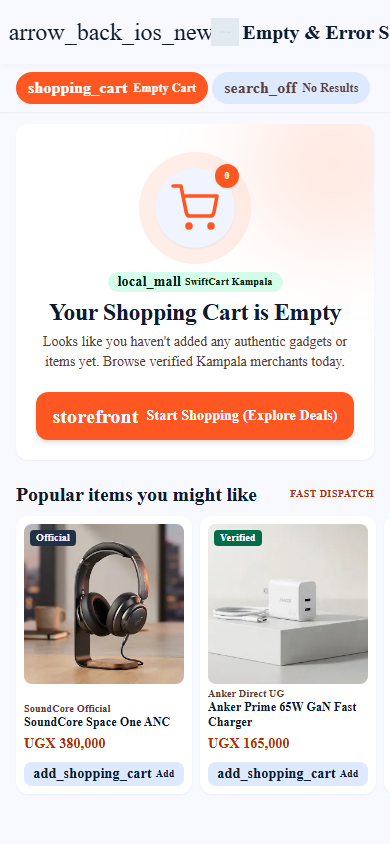 arrow_back_ios_new Empty & Error S
shopping_cart Empty Cart search_off No Results
0
local_mall SwiftCart Kampala
Your Shopping Cart is Empty
Looks like you haven't added any authentic gadgets or
items yet. Browse verified Kampala merchants today.
storefront Start Shopping (Explore Deals)
Popular items you might like FAST DISPATCH
Official
SoundCore Official
SoundCore Space One ANC
UGX 380,000
add_shopping_cart Add
Verified
Anker Direct UG
Anker Prime 65W GaN Fast
Charger
UGX 165,000
add_shopping_cart Add